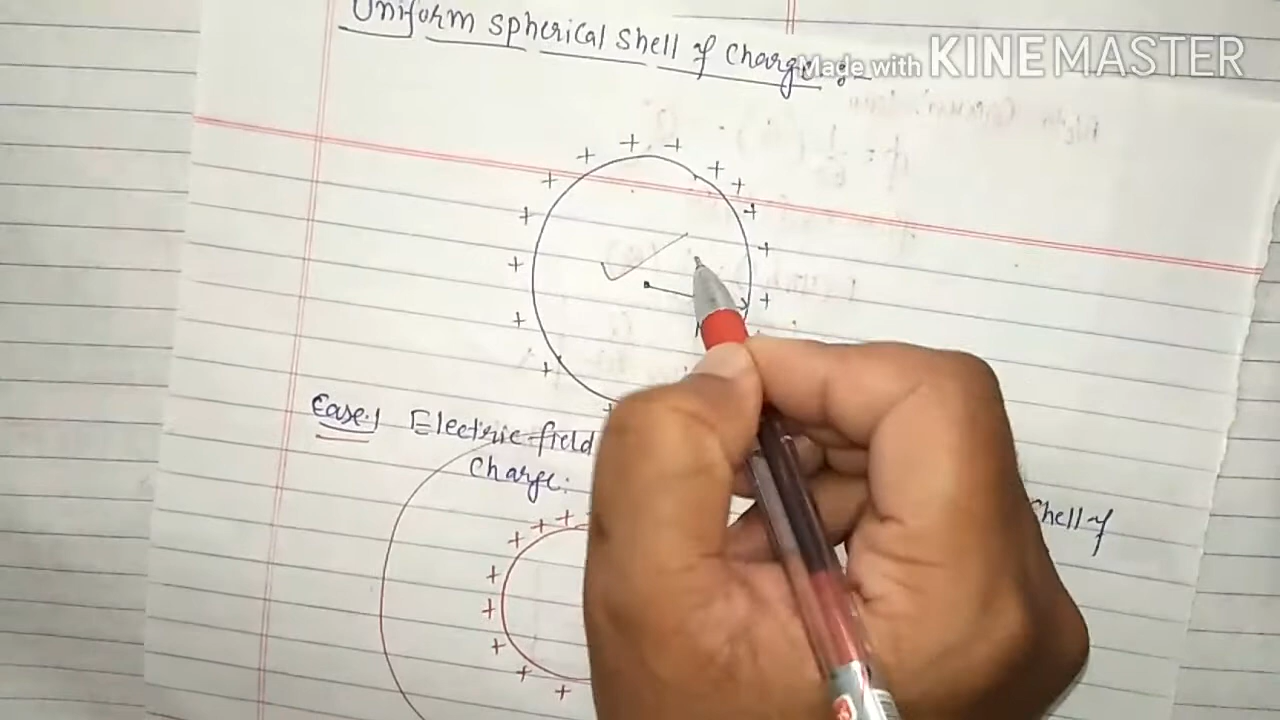 Uniform Spherical Shell of Charge :-
Made with KINEMASTER
+ + + + + + + + + + + + + + +
Case.1 Electric field
Shell of
Charge:
+ + + + + + + + +